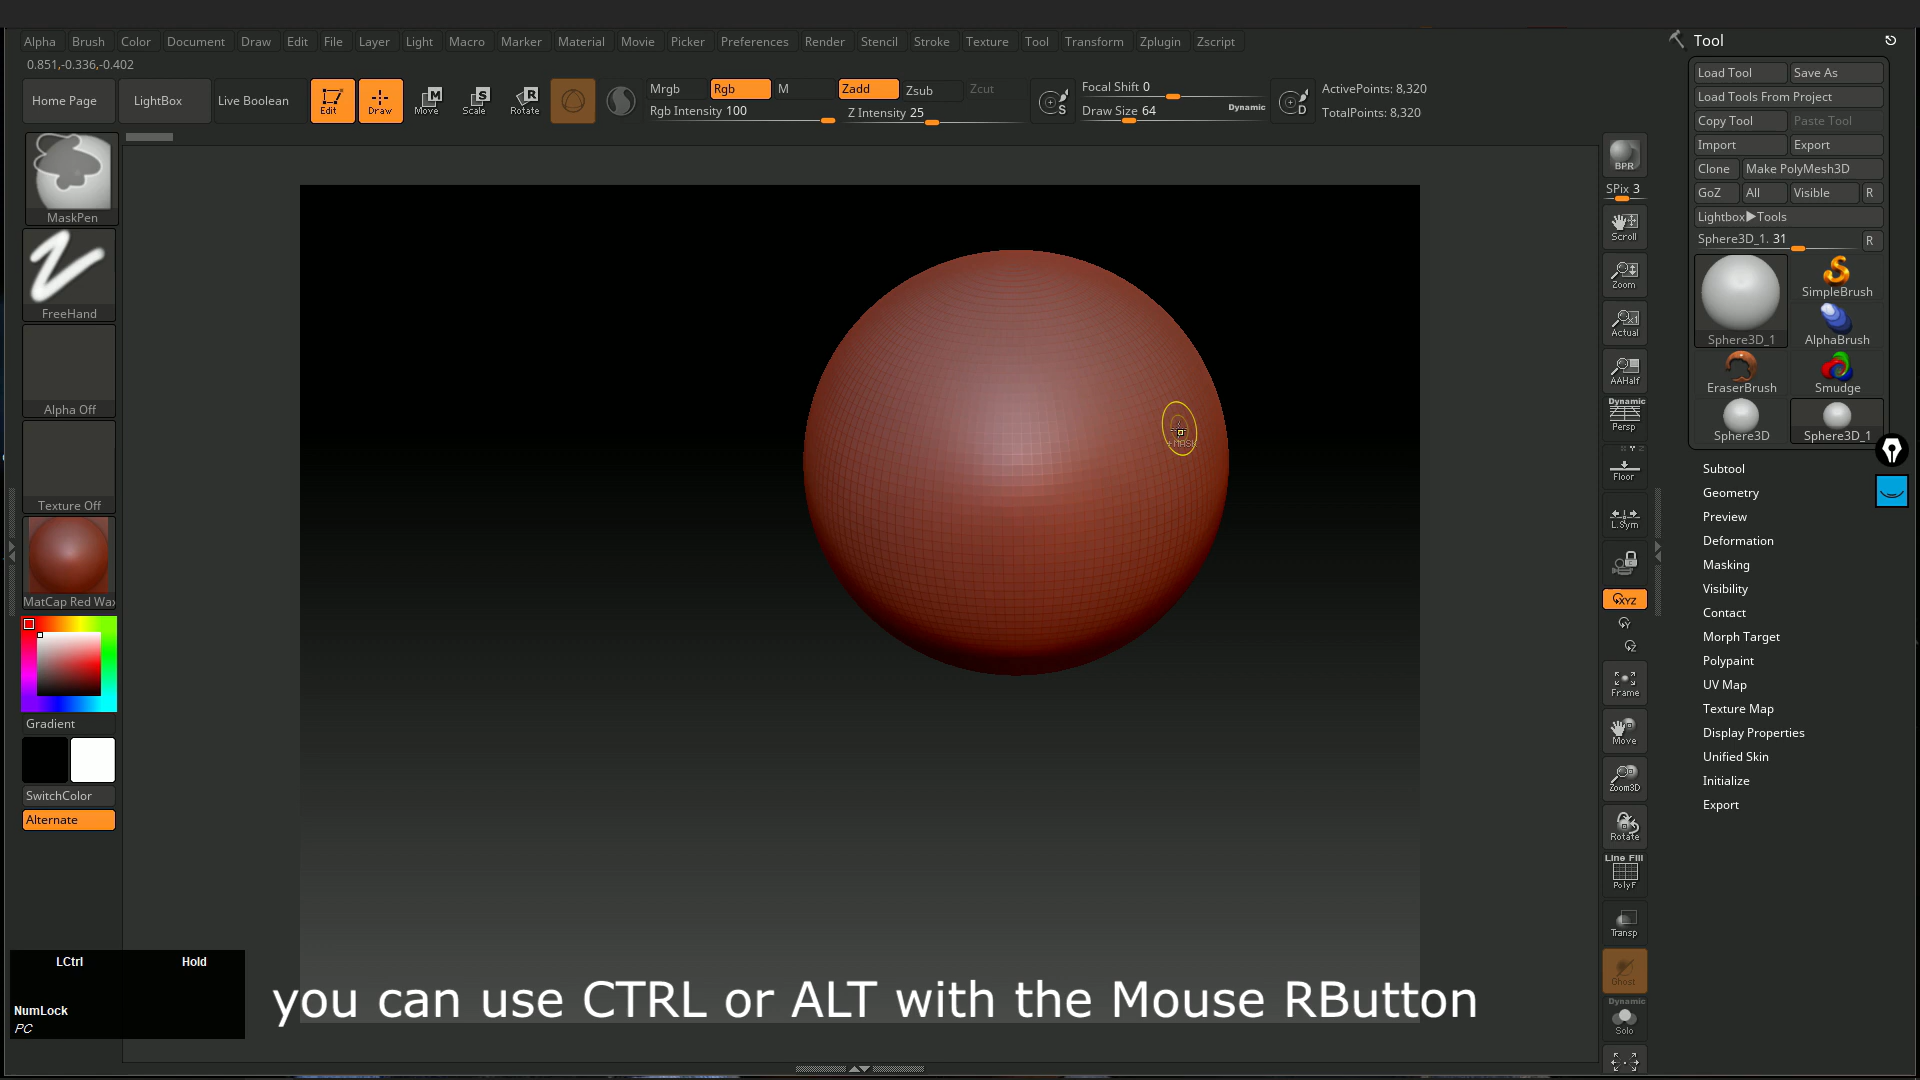 Alpha Brush Color Document Draw Edit File Layer Light Macro Marker Material Movie Picker Preferences Render Stencil Stroke Texture Tool Transform Zplugin Zscript
0.851,-0.336,-0.402
Home Page LightBox Live Boolean Edit Draw Move Scale Rotate
Mrgb Rgb M Zadd Zsub Zcut
Rgb Intensity 100 Z Intensity 25
Focal Shift 0
Draw Size 64 Dynamic
ActivePoints: 8,320
TotalPoints: 8,320
MaskPen
FreeHand
Alpha Off
Texture Off
MatCap Red Wax
Gradient
SwitchColor
Alternate
+MASK
BPR
SPix 3
Scroll
Zoom
Actual
AAHalf
Dynamic
Persp
Floor
L.Sym
XYZ
Y
Z
Frame
Move
Zoom3D
Rotate
Line Fill
PolyF
Transp
Ghost
Dynamic
Solo
Tool
Load Tool Save As
Load Tools From Project
Copy Tool Paste Tool
Import Export
Clone Make PolyMesh3D
GoZ All Visible R
Lightbox▶Tools
Sphere3D_1. 31 R
Sphere3D_1 SimpleBrush
AlphaBrush
EraserBrush Smudge
Sphere3D Sphere3D_1
Subtool
Geometry
Preview
Deformation
Masking
Visibility
Contact
Morph Target
Polypaint
UV Map
Texture Map
Display Properties
Unified Skin
Initialize
Export
LCtrl Hold
NumLock
PC
you can use CTRL or ALT with the Mouse RButton